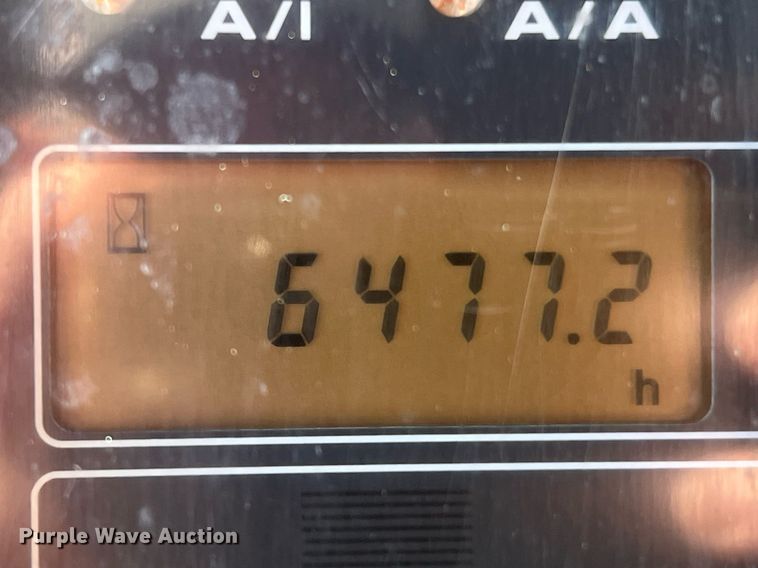 A/I A/A
6477.2
h
Purple Wave Auction